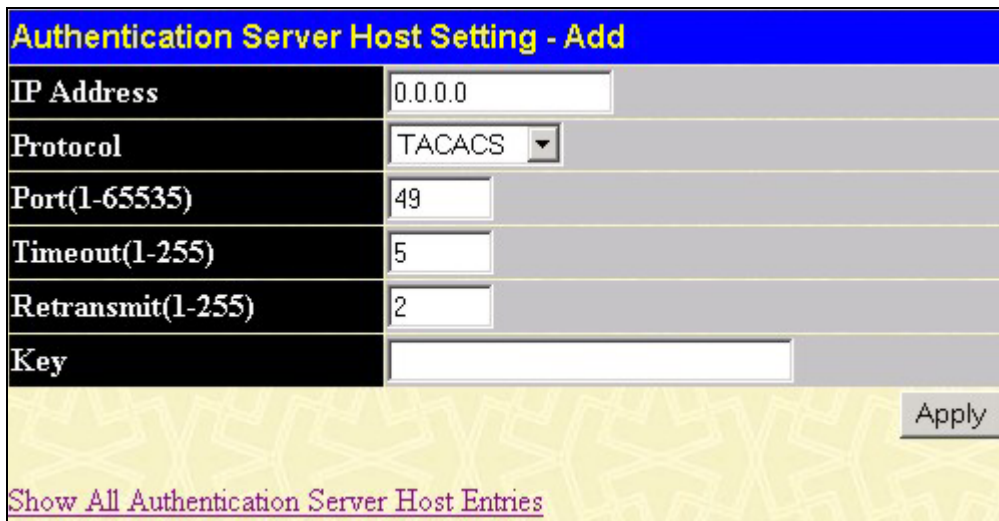 Authentication Server Host Setting - Add
IP Address 0.0.0.0
Protocol TACACS
Port(1-65535) 49
Timeout(1-255) 5
Retransmit(1-255) 2
Key
Apply
Show All Authentication Server Host Entries